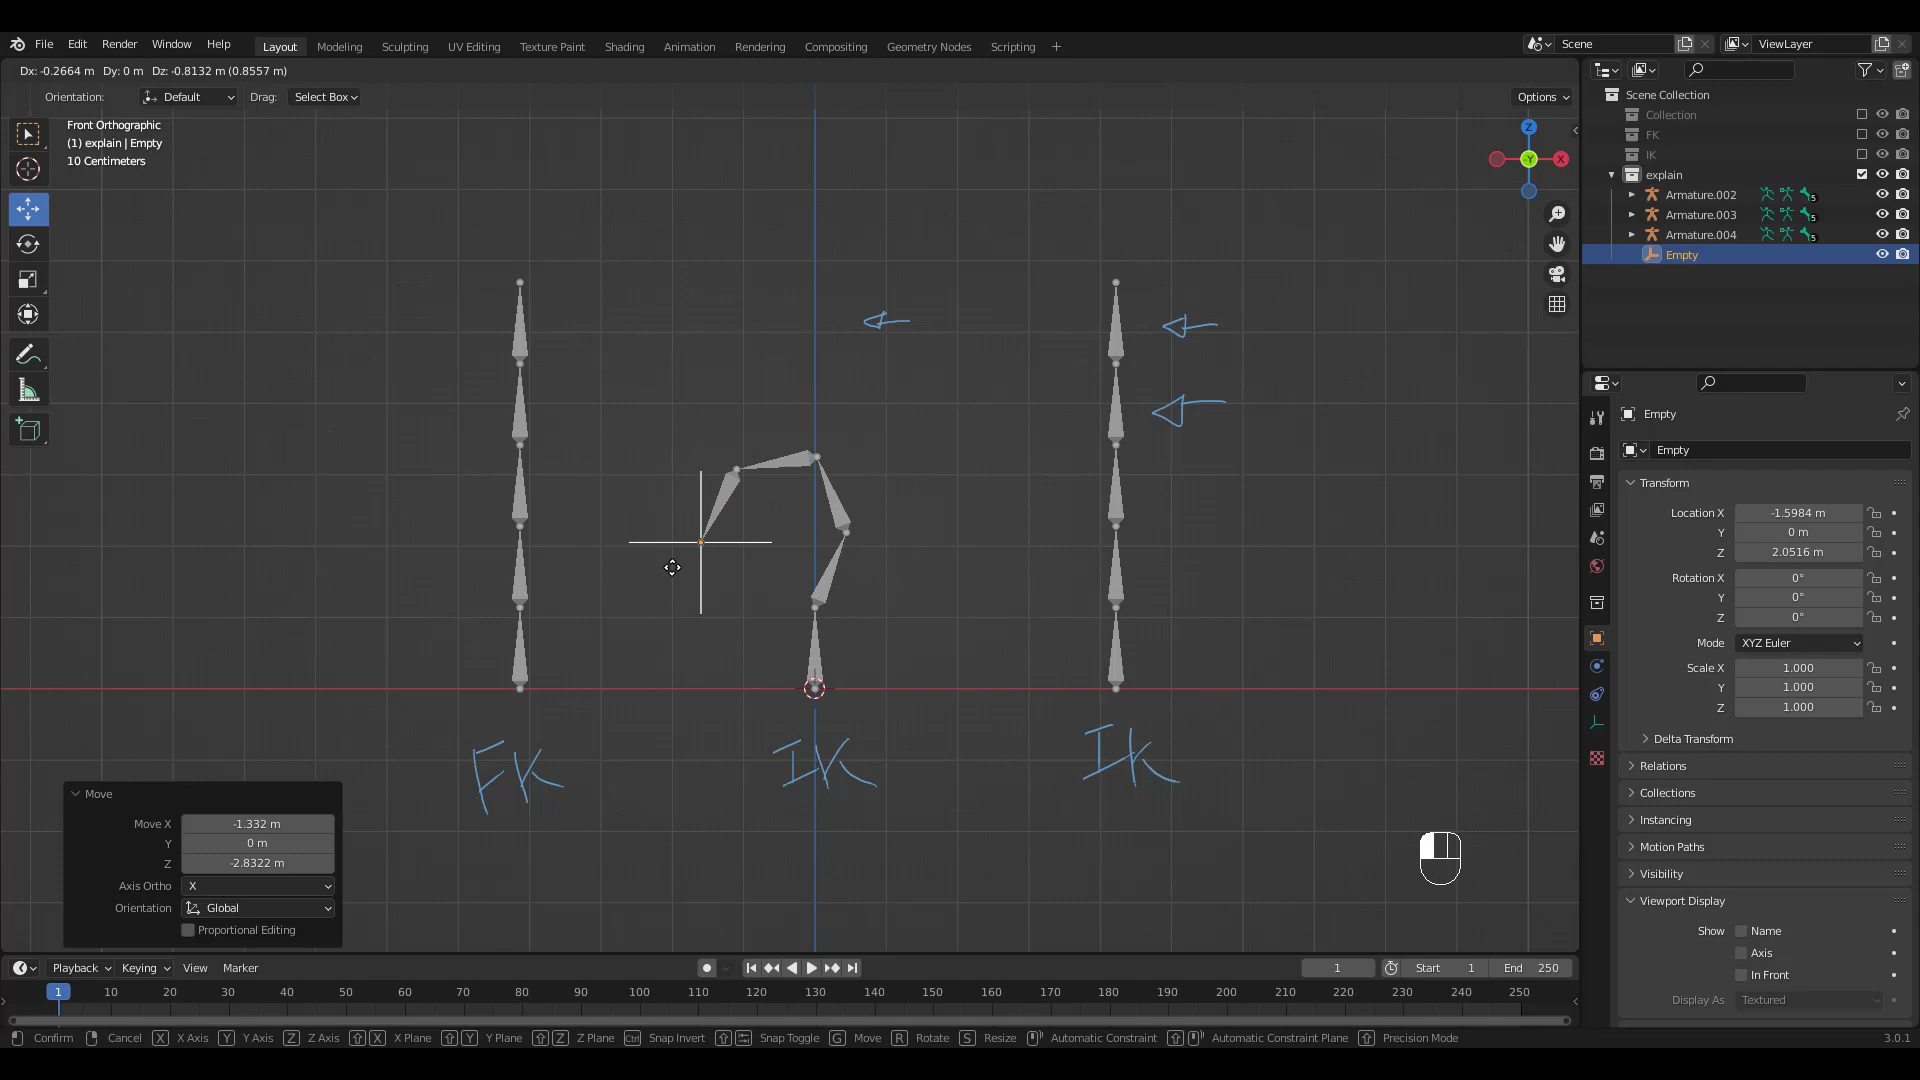 File Edit Render Window Help Layout Modeling Sculpting UV Editing Texture Paint Shading Animation Rendering Compositing Geometry Nodes Scripting + Scene ViewLayer
Dx: -0.2664 m Dy: 0 m Dz: -0.8132 m (0.8557 m)
Orientation: Default Drag: Select Box Options
Front Orthographic
(1) explain | Empty
10 Centimeters
Z
Y
X
Scene Collection
Collection
FK
IK
explain
Armature.002 5
Armature.003 5
Armature.004 5
Empty
FK
IK
IK
Move
Move X -1.332 m
Y 0 m
Z -2.8322 m
Axis Ortho X
Orientation Global
Proportional Editing
Empty
Empty
Transform
Location X -1.5984 m
Y 0 m
Z 2.0516 m
Rotation X 0°
Y 0°
Z 0°
Mode XYZ Euler
Scale X 1.000
Y 1.000
Z 1.000
Delta Transform
Relations
Collections
Instancing
Motion Paths
Visibility
Viewport Display
Show Name
Axis
In Front
Display As Textured
Playback Keying View Marker 1 Start 1 End 250
1 10 20 30 40 50 60 70 80 90 100 110 120 130 140 150 160 170 180 190 200 210 220 230 240 250
Confirm Cancel X X Axis Y Y Axis Z Z Axis X X Plane Y Y Plane Z Z Plane Ctrl Snap Invert Snap Toggle G Move R Rotate S Resize Automatic Constraint Automatic Constraint Plane Precision Mode 3.0.1